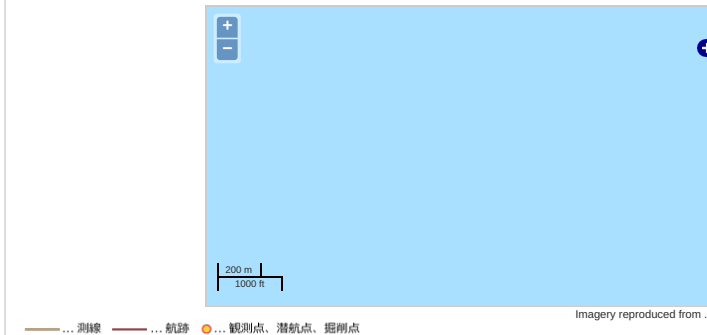 +
−
200 m
1000 ft
Imagery reproduced from .
... 測線 ... 航跡 ... 観測点、潜航点、掘削点